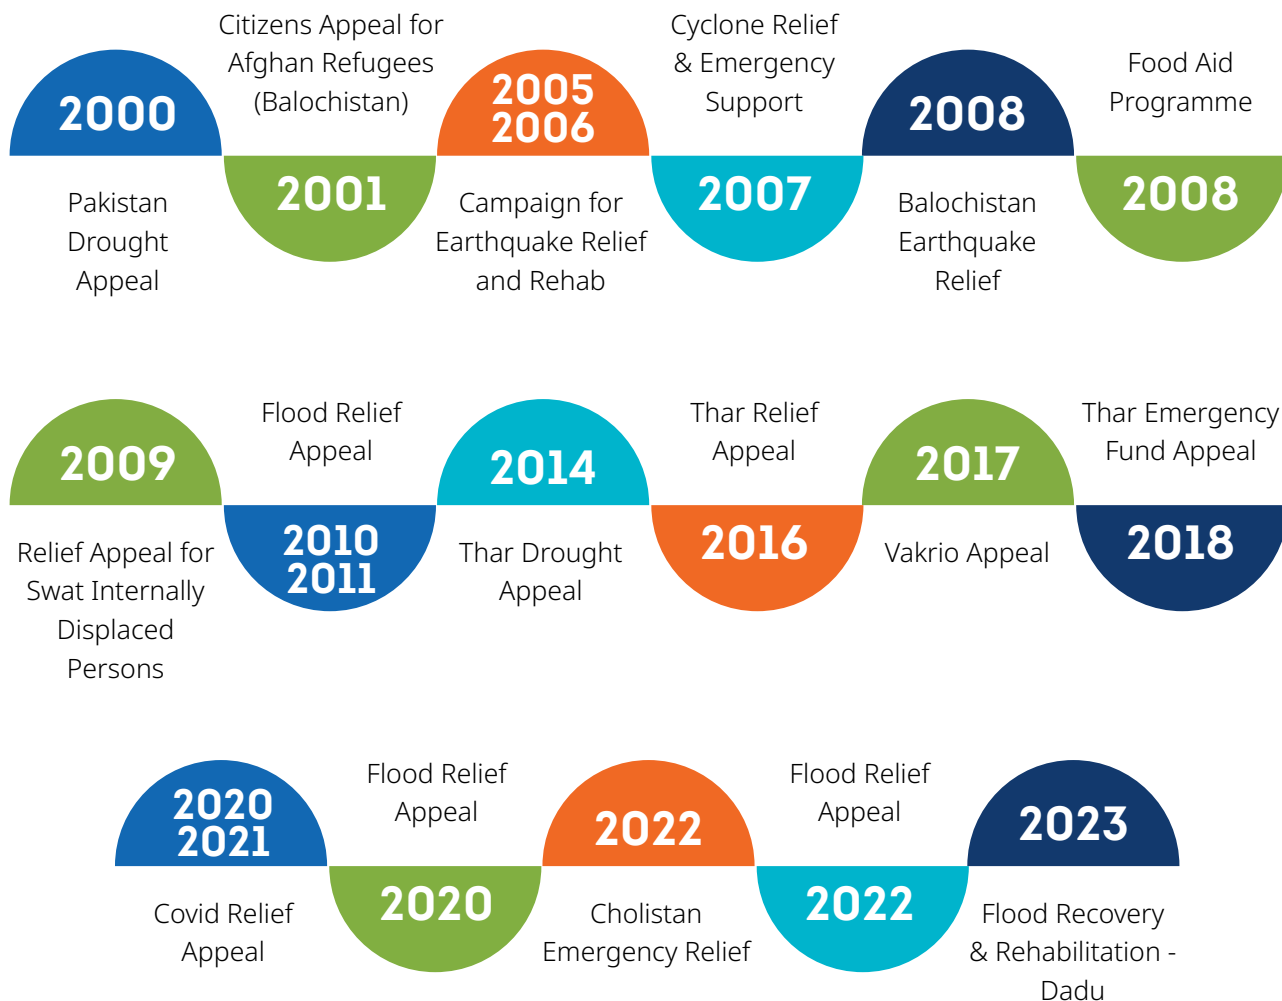 2000
Pakistan
Drought
Appeal
Citizens Appeal for
Afghan Refugees
(Balochistan)
2001
2005
2006
Campaign for
Earthquake Relief
and Rehab
Cyclone Relief
& Emergency
Support
2007
2008
Balochistan
Earthquake
Relief
Food Aid
Programme
2008
2009
Relief Appeal for
Swat Internally
Displaced
Persons
Flood Relief
Appeal
2010
2011
2014
Thar Drought
Appeal
Thar Relief
Appeal
2016
2017
Vakrio Appeal
Thar Emergency
Fund Appeal
2018
2020
2021
Covid Relief
Appeal
Flood Relief
Appeal
2020
2022
Cholistan
Emergency Relief
Flood Relief
Appeal
2022
2023
Flood Recovery
& Rehabilitation -
Dadu